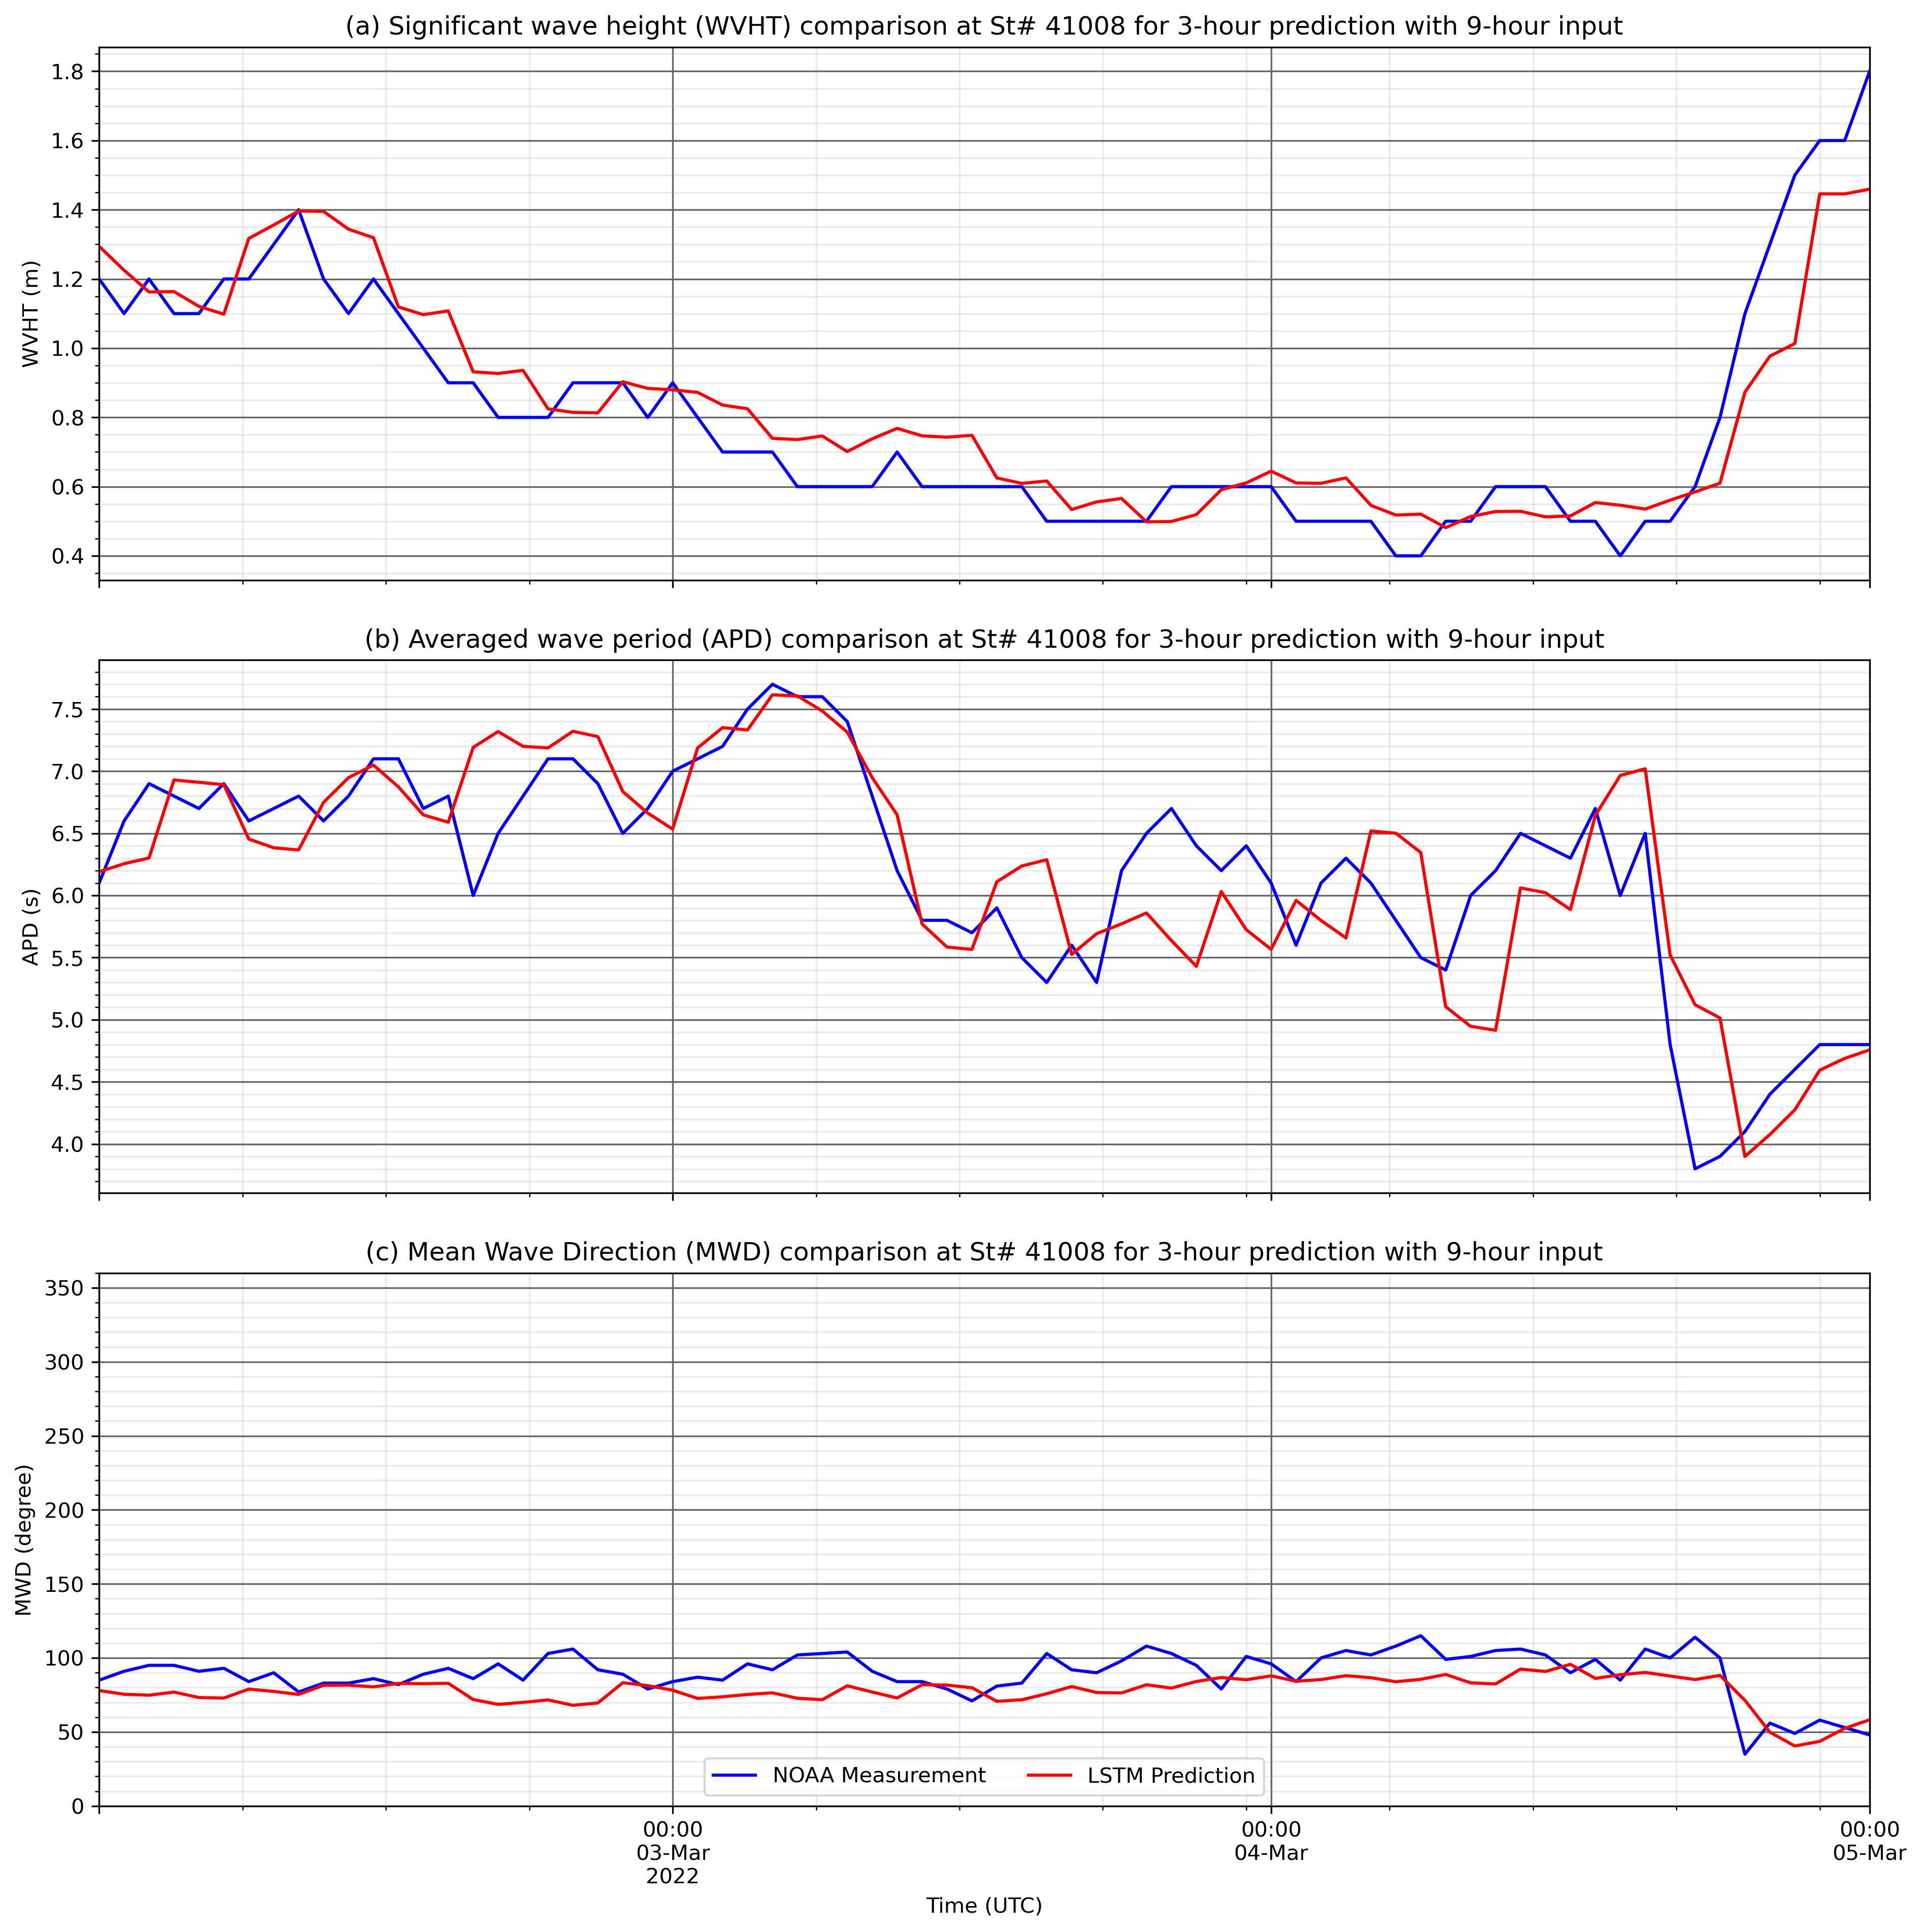 (a) Significant wave height (WVHT) comparison at St# 41008 for 3-hour prediction with 9-hour input
1.8
1.6
1.4
1.2
1.0
0.8
0.6
0.4
WVHT (m)
(b) Averaged wave period (APD) comparison at St# 41008 for 3-hour prediction with 9-hour input
7.5
7.0
6.5
6.0
5.5
5.0
4.5
4.0
APD (s)
(c) Mean Wave Direction (MWD) comparison at St# 41008 for 3-hour prediction with 9-hour input
350
300
250
200
150
100
50
0
MWD (degree)
NOAA Measurement
LSTM Prediction
00:00
03-Mar
2022
00:00
04-Mar
00:00
05-Mar
Time (UTC)